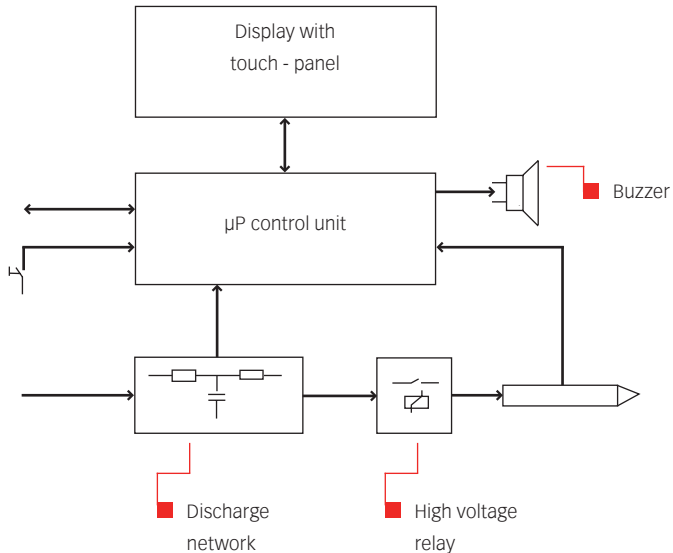 Display with
touch - panel
µP control unit
Buzzer
Discharge
network
High voltage
relay